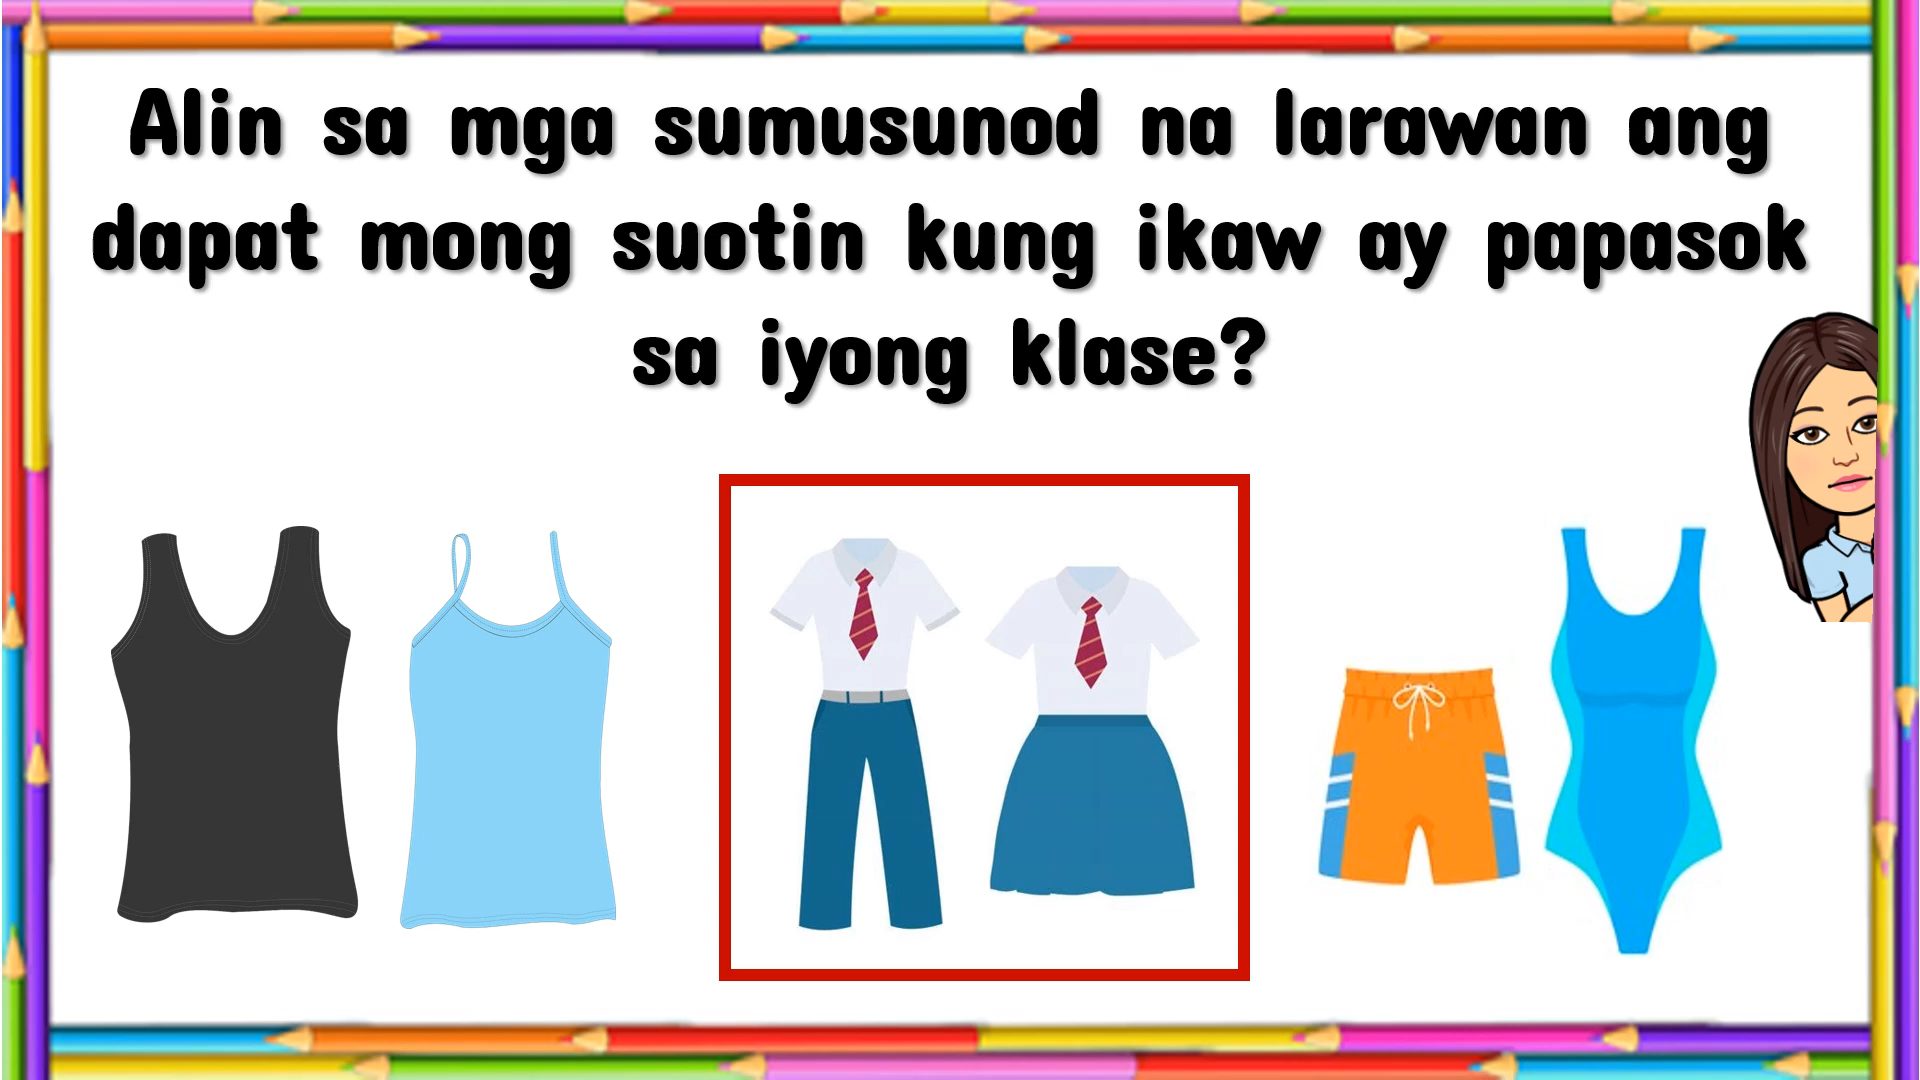 Alin sa mga sumusunod na larawan ang
dapat mong suotin kung ikaw ay papasok
sa iyong klase?